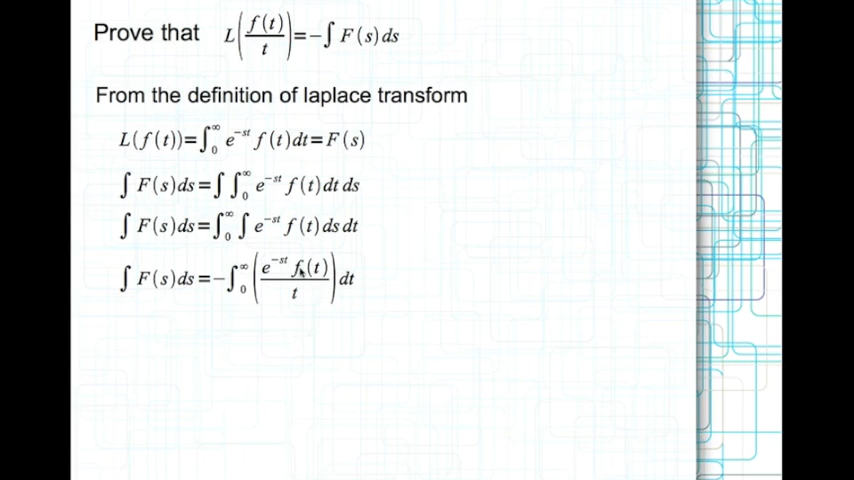 Prove that L(f(t)/t)=−∫F(s)ds
From the definition of laplace transform
L(f(t))=∫₀^∞ e^−st f(t)dt=F(s)
∫F(s)ds=∫∫₀^∞ e^−st f(t)dt ds
∫F(s)ds=∫₀^∞ ∫e^−st f(t)ds dt
∫F(s)ds=−∫₀^∞ (e^−st f(t)/t)dt